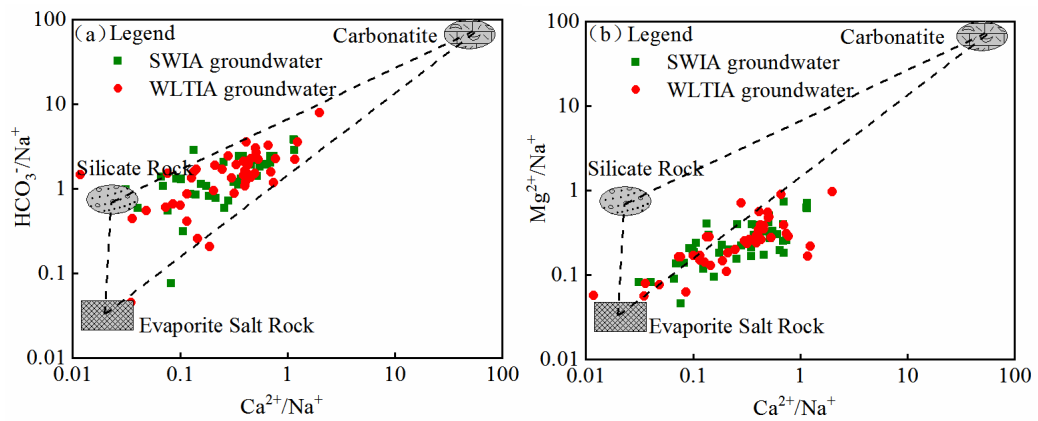 (a) Legend
SWIA groundwater
WLTIA groundwater
Carbonatite
Silicate Rock
Evaporite Salt Rock
HCO₃⁻/Na⁺
100
10
1
0.1
0.01
0.01
0.1
1
10
100
Ca²⁺/Na⁺
(b) Legend
SWIA groundwater
WLTIA groundwater
Carbonatite
Silicate Rock
Evaporite Salt Rock
Mg²⁺/Na⁺
100
10
1
0.1
0.01
0.01
0.1
1
10
100
Ca²⁺/Na⁺